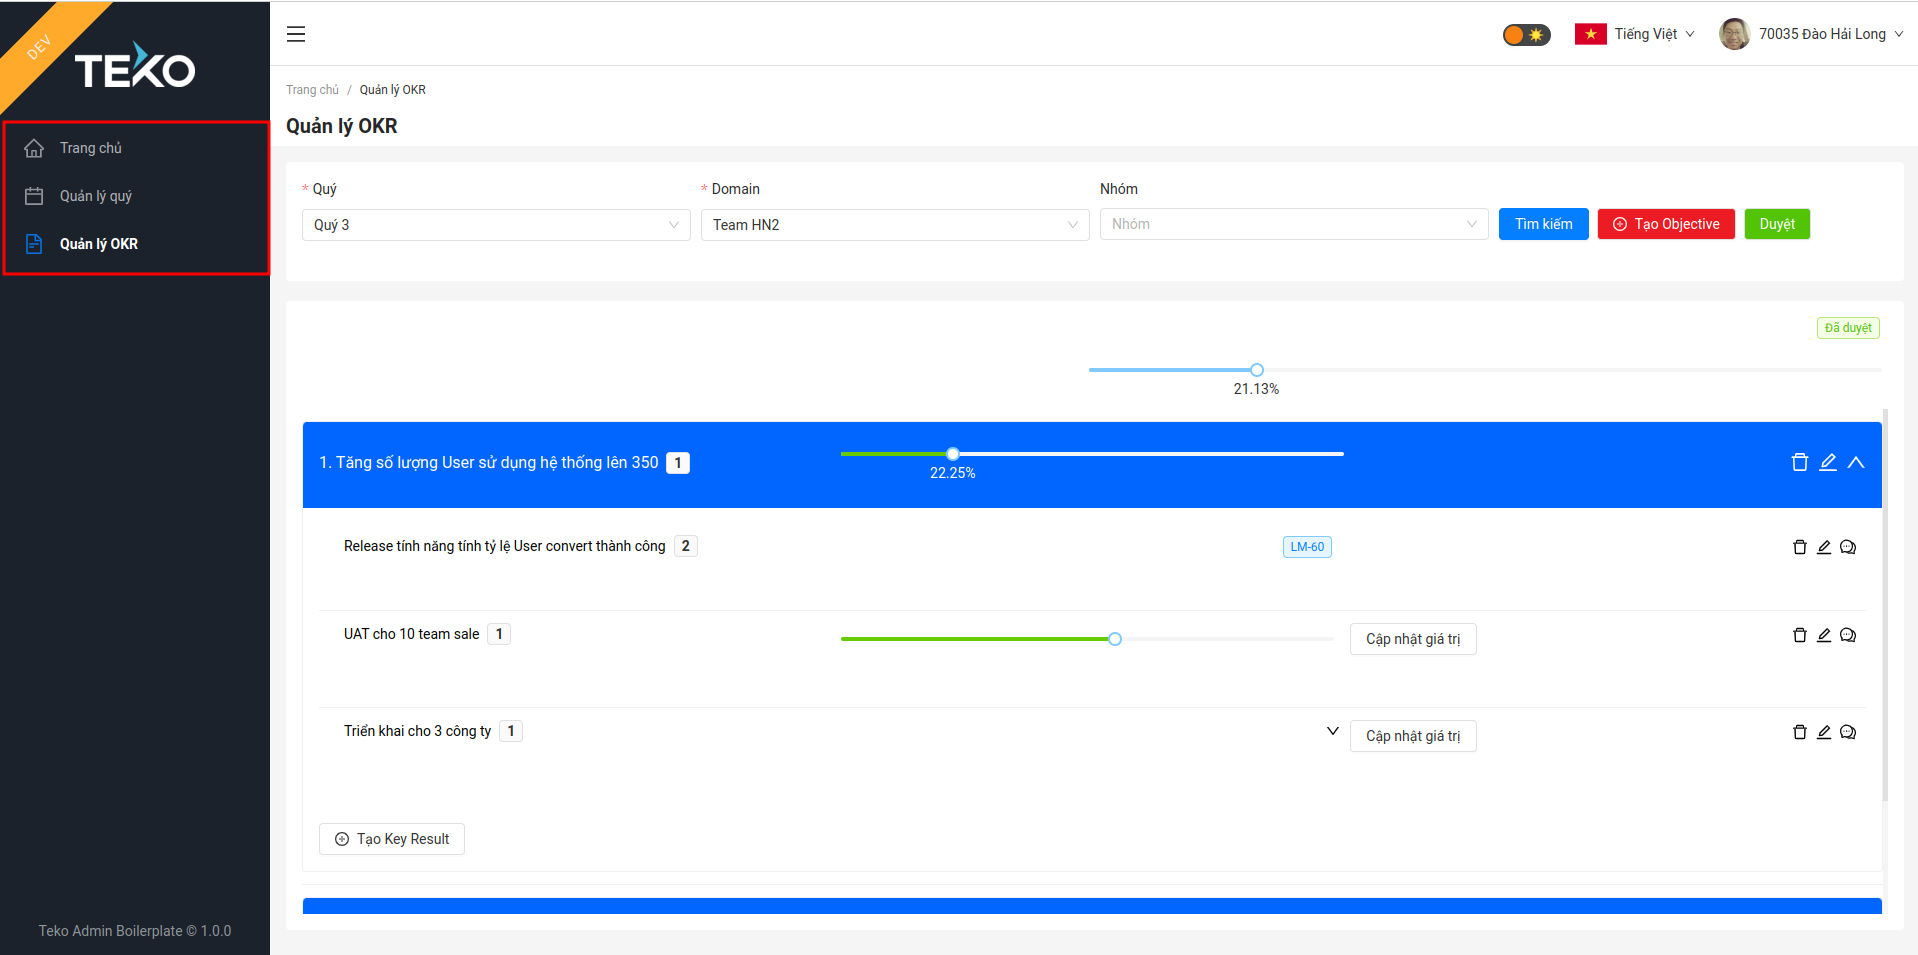 DEV
TEKO
Trang chủ
Quản lý quý
Quản lý OKR
Teko Admin Boilerplate © 1.0.0
Tiếng Việt
70035 Đào Hải Long
Trang chủ / Quản lý OKR
Quản lý OKR
* Quý
* Domain
Nhóm
Quý 3
Team HN2
Nhóm
Tìm kiếm
Tạo Objective
Duyệt
Đã duyệt
21.13%
1. Tăng số lượng User sử dụng hệ thống lên 350 1
22.25%
Release tính năng tính tỷ lệ User convert thành công 2
LM-60
UAT cho 10 team sale 1
Cập nhật giá trị
Triển khai cho 3 công ty 1
Cập nhật giá trị
Tạo Key Result